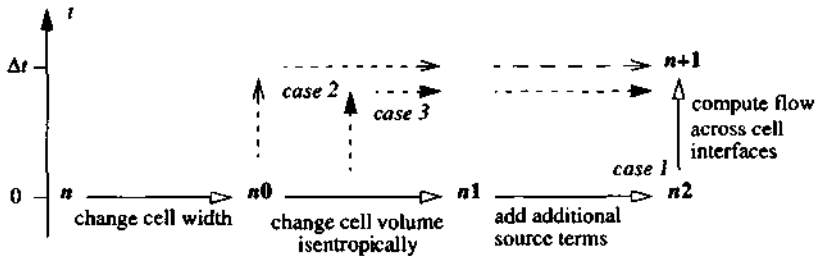 t
Δt
n+1
case 2
case 3
compute flow
across cell
interfaces
case 1
0
n
n0
n1
n2
change cell width
change cell volume
isentropically
add additional
source terms